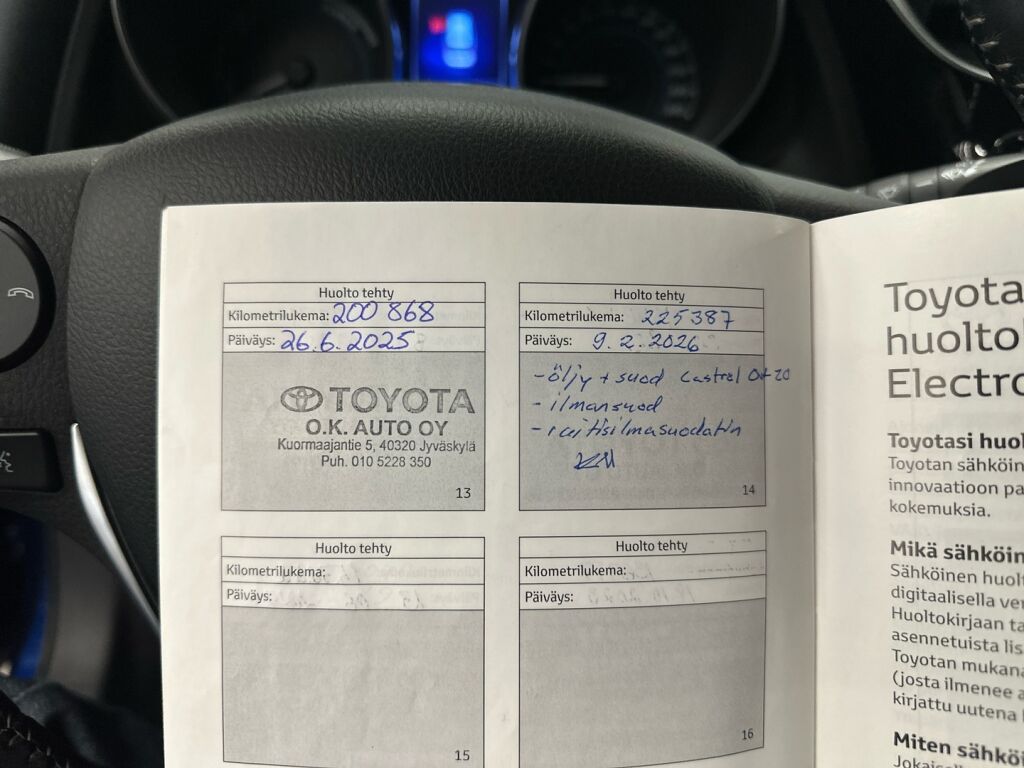 Huolto tehty
Kilometrilukema: 200 868
Päiväys: 26.6.2025
TOYOTA
O.K. AUTO OY
Kuormaajantie 5, 40320 Jyväskylä
Puh. 010 5228 350
13
Huolto tehty
Kilometrilukema: 225387
Päiväys: 9.2.2026
- öljy + suod Castrol 0W20
- ilmansuod
- raitisilmasuodatin
14
Huolto tehty
Kilometrilukema:
Päiväys:
15
Huolto tehty
Kilometrilukema:
Päiväys:
16
Toyota
huolto
Electro
Toyotasi huol
Toyotan sähköin
innovaatioon pa
kokemuksia.
Mikä sähköin
Sähköinen huolt
digitaalisella ve
Huoltokirjaan ta
asennetuista lis
Toyotan mukana
(josta ilmenee a
kirjattu uutena
Miten sähkö
Jokaise